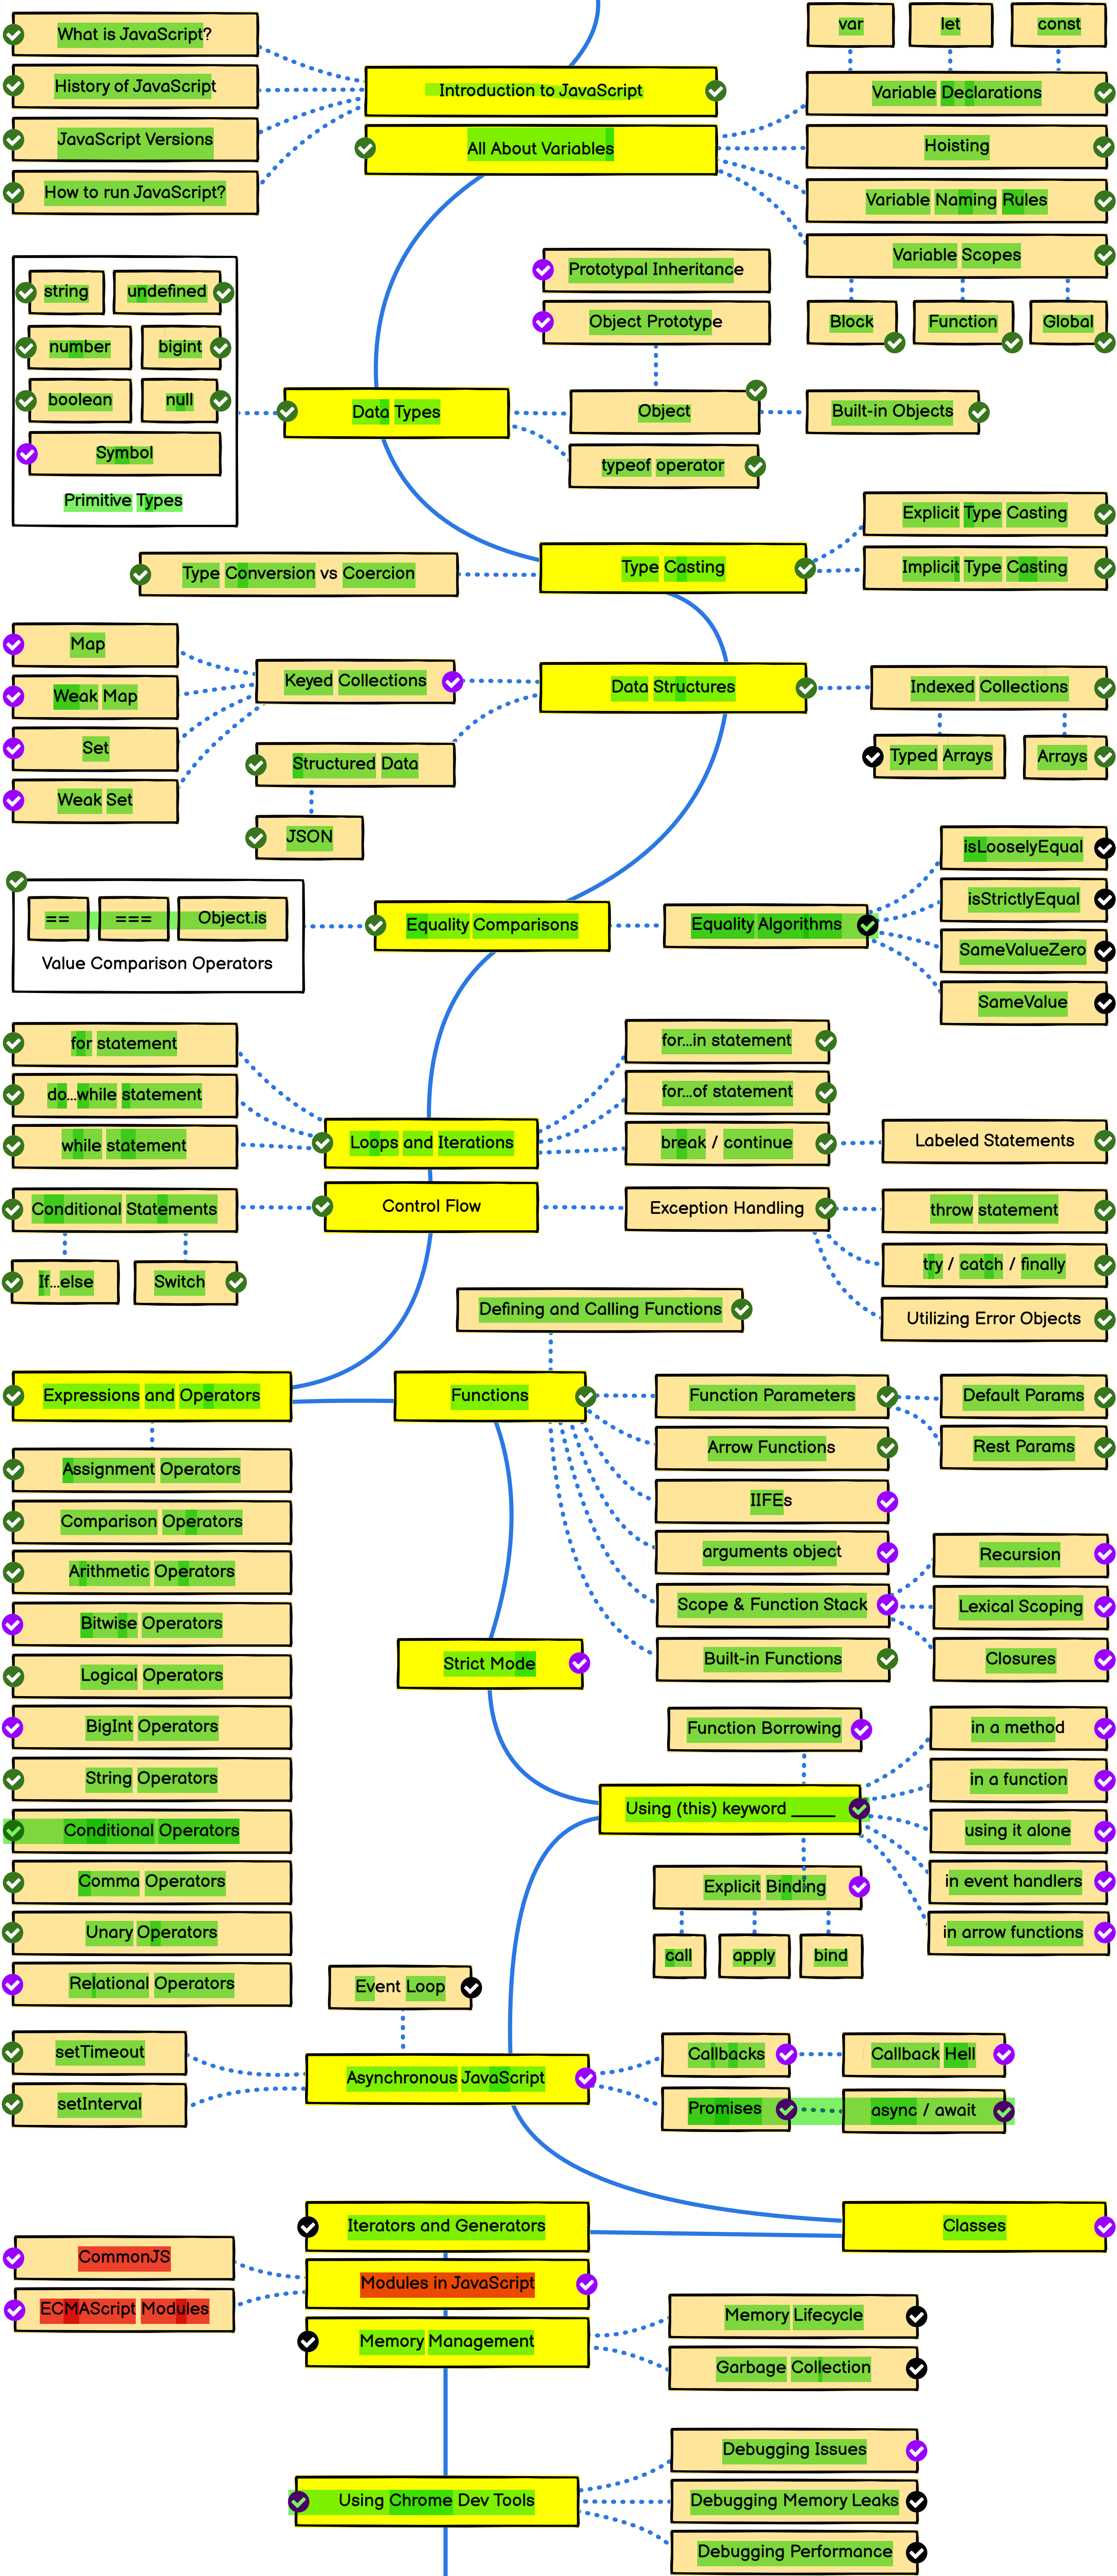 What is JavaScript?
History of JavaScript
JavaScript Versions
How to run JavaScript?
Introduction to JavaScript
All About Variables
var
let
const
Variable Declarations
Hoisting
Variable Naming Rules
Variable Scopes
Block
Function
Global
string
undefined
number
bigint
boolean
null
Symbol
Primitive Types
Data Types
Prototypal Inheritance
Object Prototype
Object
Built-in Objects
typeof operator
Type Conversion vs Coercion
Type Casting
Explicit Type Casting
Implicit Type Casting
Map
Weak Map
Set
Weak Set
Keyed Collections
Structured Data
JSON
Data Structures
Indexed Collections
Typed Arrays
Arrays
==
===
Object.is
Value Comparison Operators
Equality Comparisons
Equality Algorithms
isLooselyEqual
isStrictlyEqual
SameValueZero
SameValue
for statement
do...while statement
while statement
Loops and Iterations
for...in statement
for...of statement
break / continue
Labeled Statements
Conditional Statements
If...else
Switch
Control Flow
Exception Handling
throw statement
try / catch / finally
Utilizing Error Objects
Defining and Calling Functions
Expressions and Operators
Functions
Function Parameters
Default Params
Rest Params
Arrow Functions
IIFEs
arguments object
Scope & Function Stack
Recursion
Lexical Scoping
Closures
Built-in Functions
Assignment Operators
Comparison Operators
Arithmetic Operators
Bitwise Operators
Logical Operators
BigInt Operators
String Operators
Conditional Operators
Comma Operators
Unary Operators
Relational Operators
Strict Mode
Function Borrowing
Using (this) keyword _____
in a method
in a function
using it alone
in event handlers
in arrow functions
Explicit Binding
call
apply
bind
Event Loop
setTimeout
setInterval
Asynchronous JavaScript
Callbacks
Callback Hell
Promises
async / await
Classes
Iterators and Generators
CommonJS
ECMAScript Modules
Modules in JavaScript
Memory Management
Memory Lifecycle
Garbage Collection
Using Chrome Dev Tools
Debugging Issues
Debugging Memory Leaks
Debugging Performance